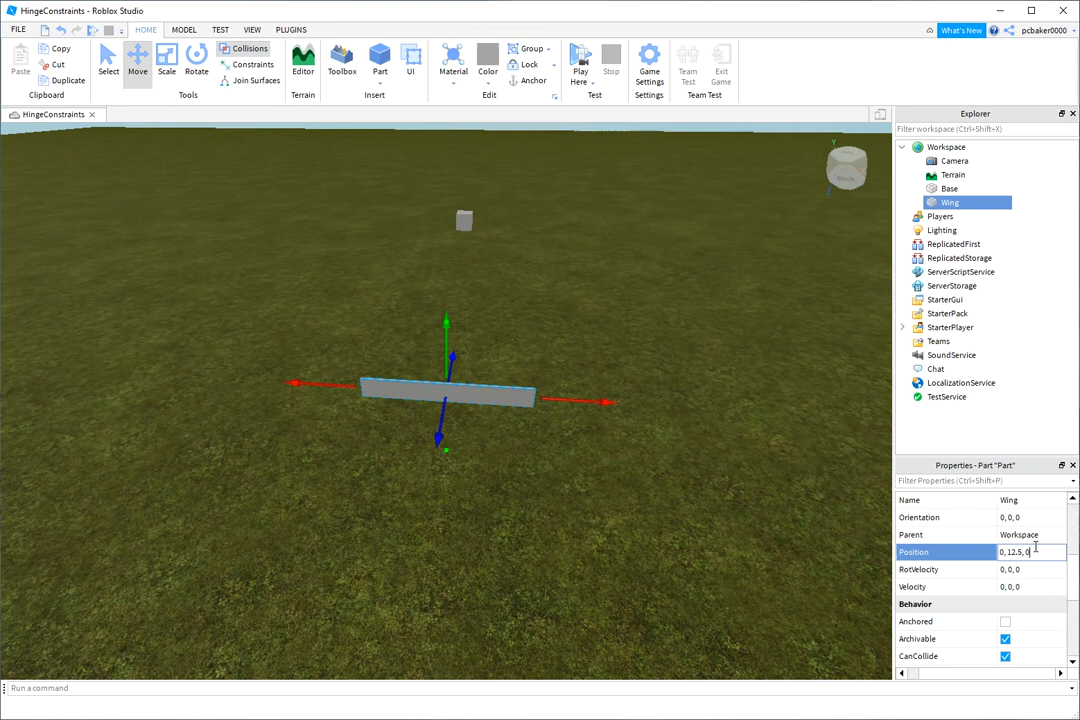 HingeConstraints - Roblox Studio
FILE HOME MODEL TEST VIEW PLUGINS What's New pcbaker0000
Paste Copy Cut Duplicate Clipboard
Select Move Scale Rotate Collisions Constraints Join Surfaces Tools
Editor Terrain
Toolbox Part UI Insert
Material Color Group Lock Anchor Edit
Play Here Stop Test
Game Settings Settings
Team Test Exit Game Team Test
HingeConstraints
Y
Back
Explorer
Filter workspace (Ctrl+Shift+X)
Workspace
Camera
Terrain
Base
Wing
Players
Lighting
ReplicatedFirst
ReplicatedStorage
ServerScriptService
ServerStorage
StarterGui
StarterPack
StarterPlayer
Teams
SoundService
Chat
LocalizationService
TestService
Properties - Part "Part"
Filter Properties (Ctrl+Shift+P)
Name Wing
Orientation 0, 0, 0
Parent Workspace
Position 0, 12.5, 0
RotVelocity 0, 0, 0
Velocity 0, 0, 0
Behavior
Anchored
Archivable
CanCollide
Run a command